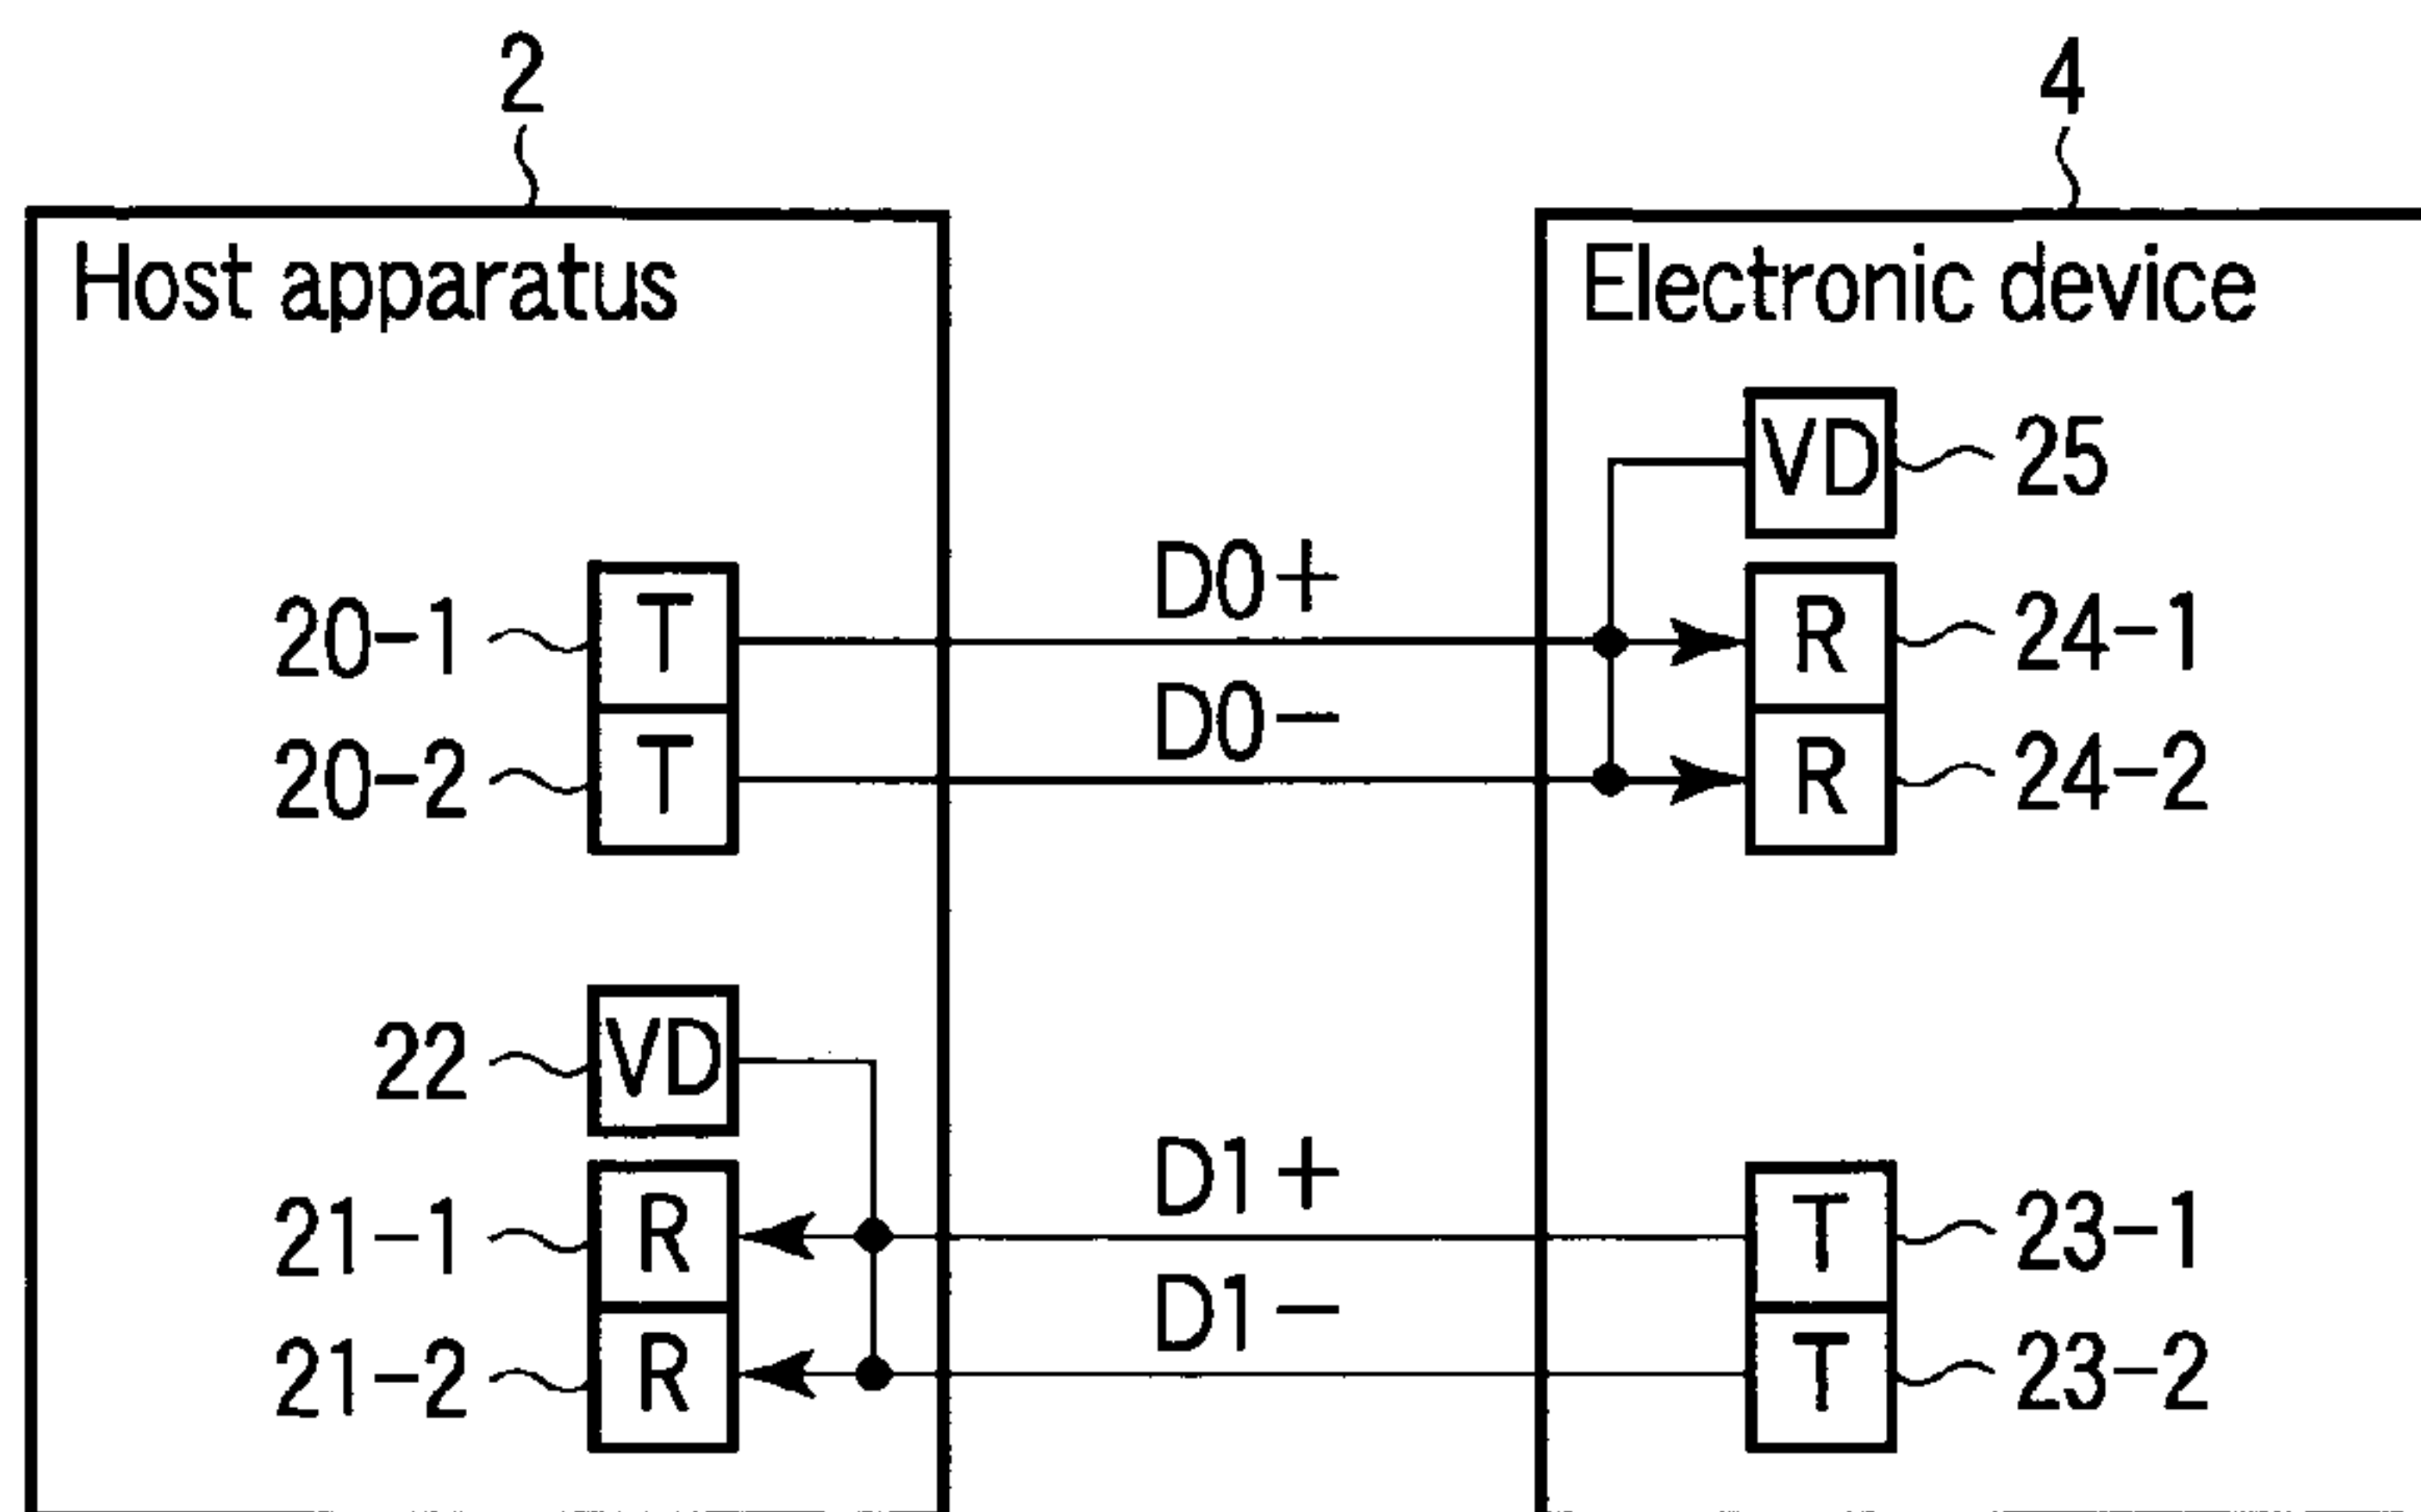 2
4
Host apparatus
Electronic device
VD 25
20-1 T D0+ R 24-1
20-2 T D0- R 24-2
22 VD
21-1 R D1+ T 23-1
21-2 R D1- T 23-2